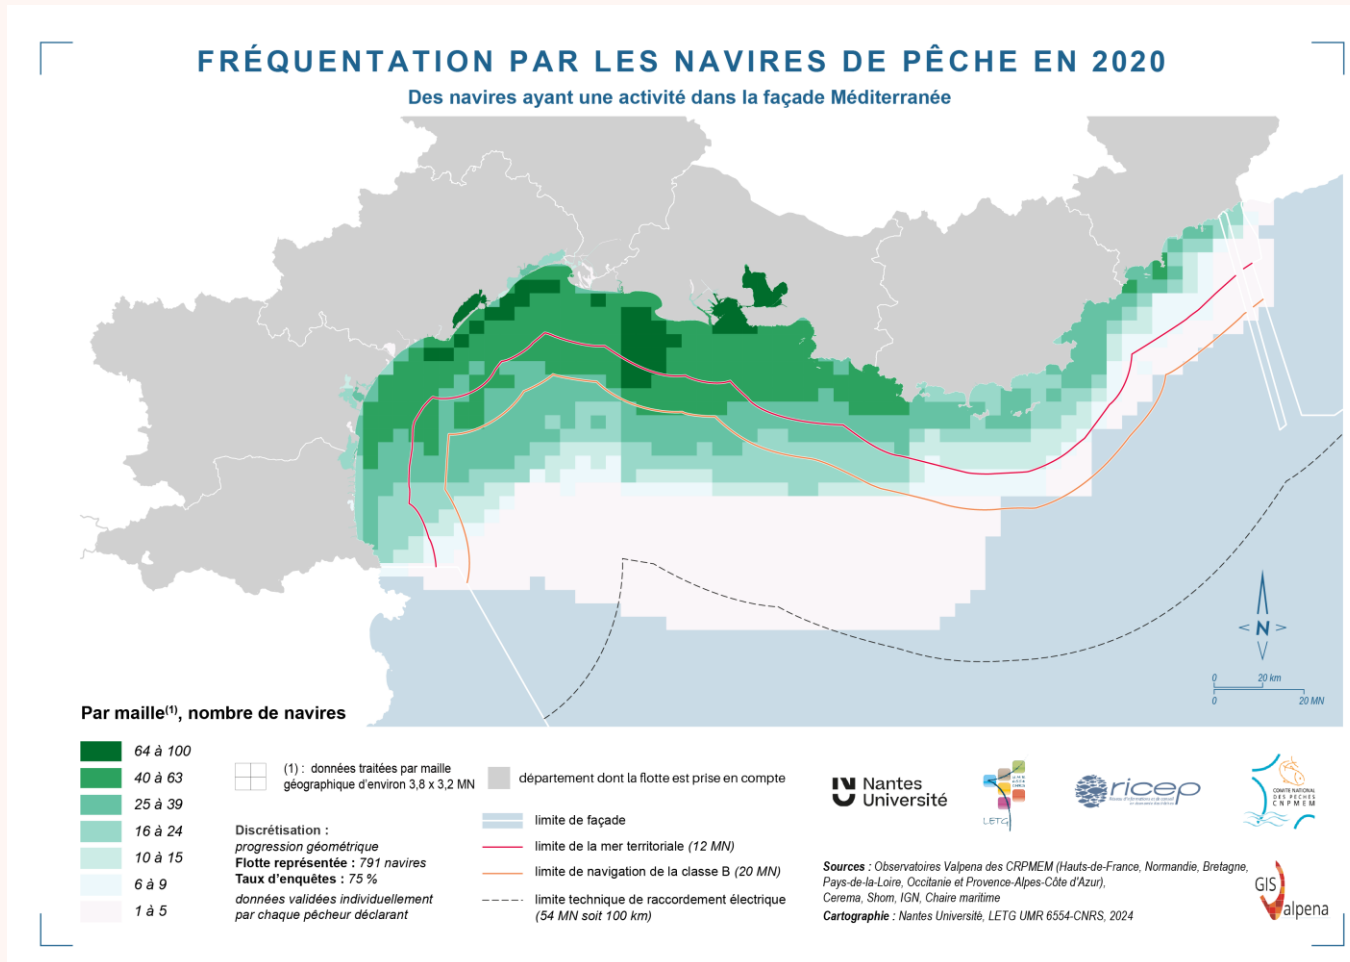 FRÉQUENTATION PAR LES NAVIRES DE PÊCHE EN 2020
Des navires ayant une activité dans la façade Méditerranée
N
0 20 km
0 20 MN
Par maille(1), nombre de navires
64 à 100
40 à 63
25 à 39
16 à 24
10 à 15
6 à 9
1 à 5
(1) : données traitées par maille
géographique d'environ 3,8 x 3,2 MN
Discrétisation :
progression géométrique
Flotte représentée : 791 navires
Taux d'enquêtes : 75 %
données validées individuellement
par chaque pêcheur déclarant
département dont la flotte est prise en compte
limite de façade
limite de la mer territoriale (12 MN)
limite de navigation de la classe B (20 MN)
limite technique de raccordement électrique
(54 MN soit 100 km)
Nantes
Université
LETG
ricep
COMITE NATIONAL
DES PECHES
CNPMEM
Sources : Observatoires Valpena des CRPMEM (Hauts-de-France, Normandie, Bretagne,
Pays-de-la-Loire, Occitanie et Provence-Alpes-Côte d'Azur),
Cerema, Shom, IGN, Chaire maritime
Cartographie : Nantes Université, LETG UMR 6554-CNRS, 2024
GIS
alpena